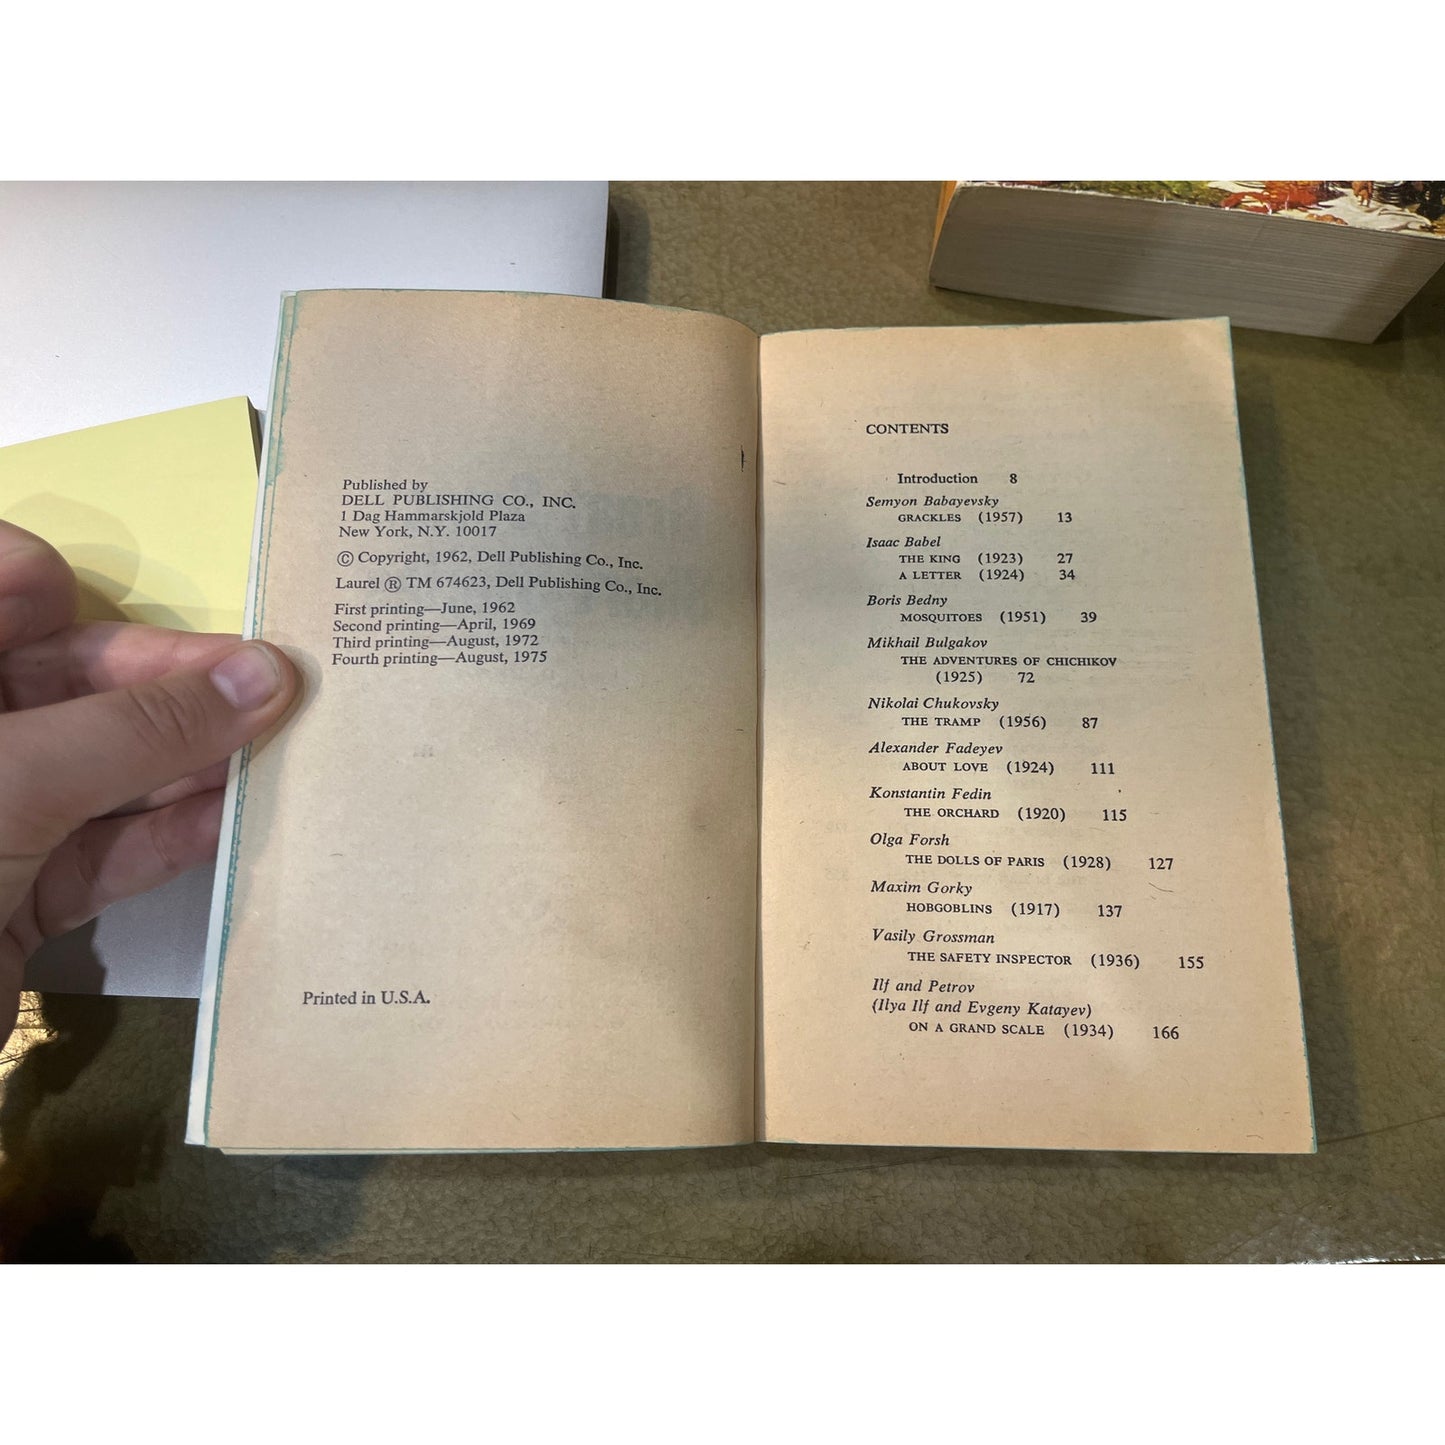 Published by
DELL PUBLISHING CO., INC.
1 Dag Hammarskjold Plaza
New York, N.Y. 10017
© Copyright, 1962, Dell Publishing Co., Inc.
Laurel ® TM 674623, Dell Publishing Co., Inc.
First printing—June, 1962
Second printing—April, 1969
Third printing—August, 1972
Fourth printing—August, 1975
Printed in U.S.A.
CONTENTS
Introduction 8
Semyon Babayevsky
GRACKLES (1957) 13
Isaac Babel
THE KING (1923) 27
A LETTER (1924) 34
Boris Bedny
MOSQUITOES (1951) 39
Mikhail Bulgakov
THE ADVENTURES OF CHICHIKOV
(1925) 72
Nikolai Chukovsky
THE TRAMP (1956) 87
Alexander Fadeyev
ABOUT LOVE (1924) 111
Konstantin Fedin
THE ORCHARD (1920) 115
Olga Forsh
THE DOLLS OF PARIS (1928) 127
Maxim Gorky
HOBGOBLINS (1917) 137
Vasily Grossman
THE SAFETY INSPECTOR (1936) 155
Ilf and Petrov
(Ilya Ilf and Evgeny Katayev)
ON A GRAND SCALE (1934) 166